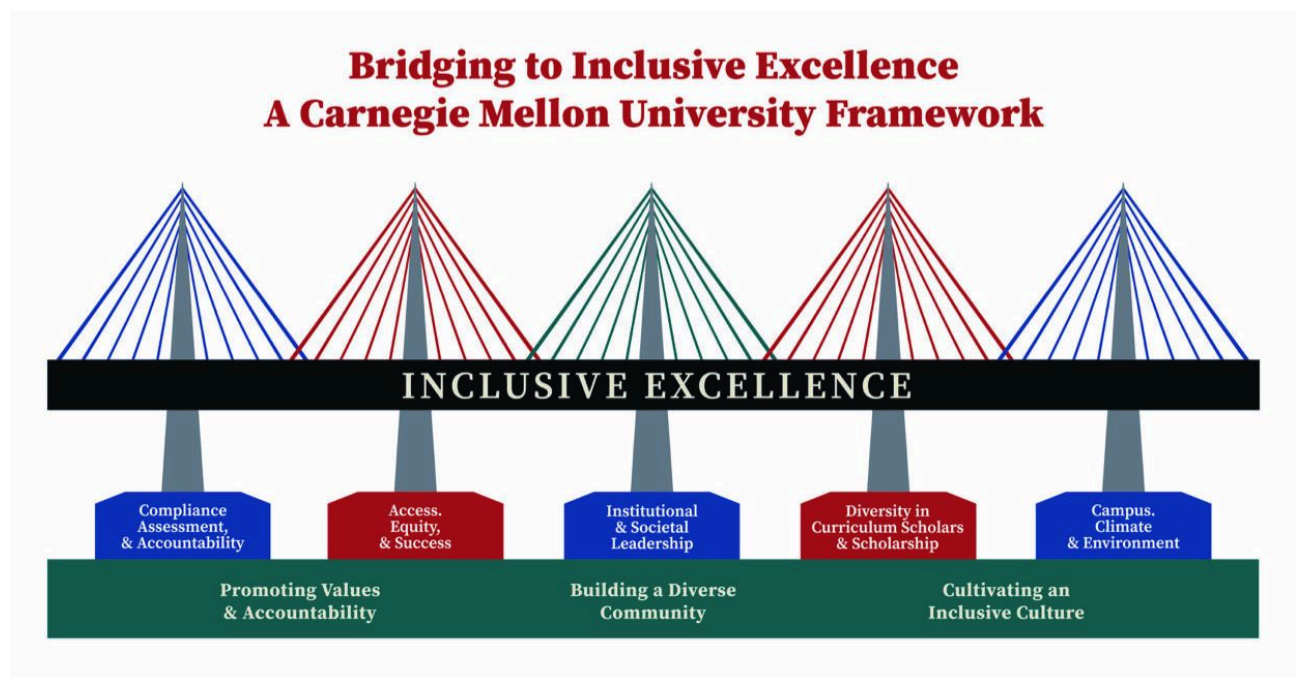 Bridging to Inclusive Excellence
A Carnegie Mellon University Framework
INCLUSIVE EXCELLENCE
Compliance
Assessment,
& Accountability
Access.
Equity,
& Success
Institutional
& Societal
Leadership
Diversity in
Curriculum Scholars
& Scholarship
Campus.
Climate
& Environment
Promoting Values
& Accountability
Building a Diverse
Community
Cultivating an
Inclusive Culture